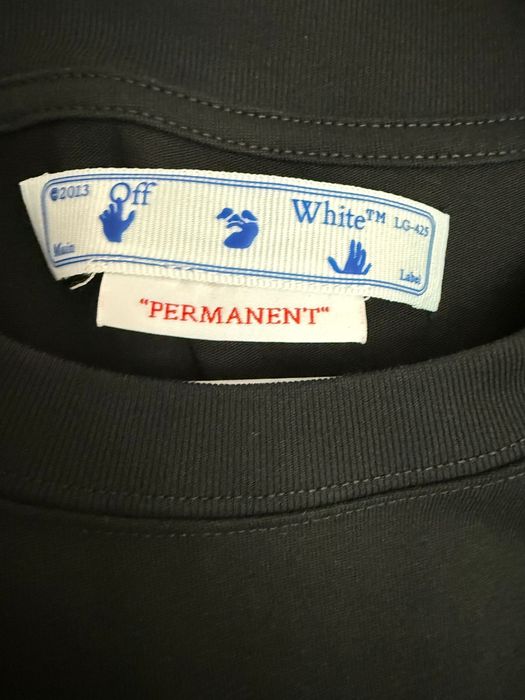 ©2013 Off White™ LG-425
Main Label
"PERMANENT"